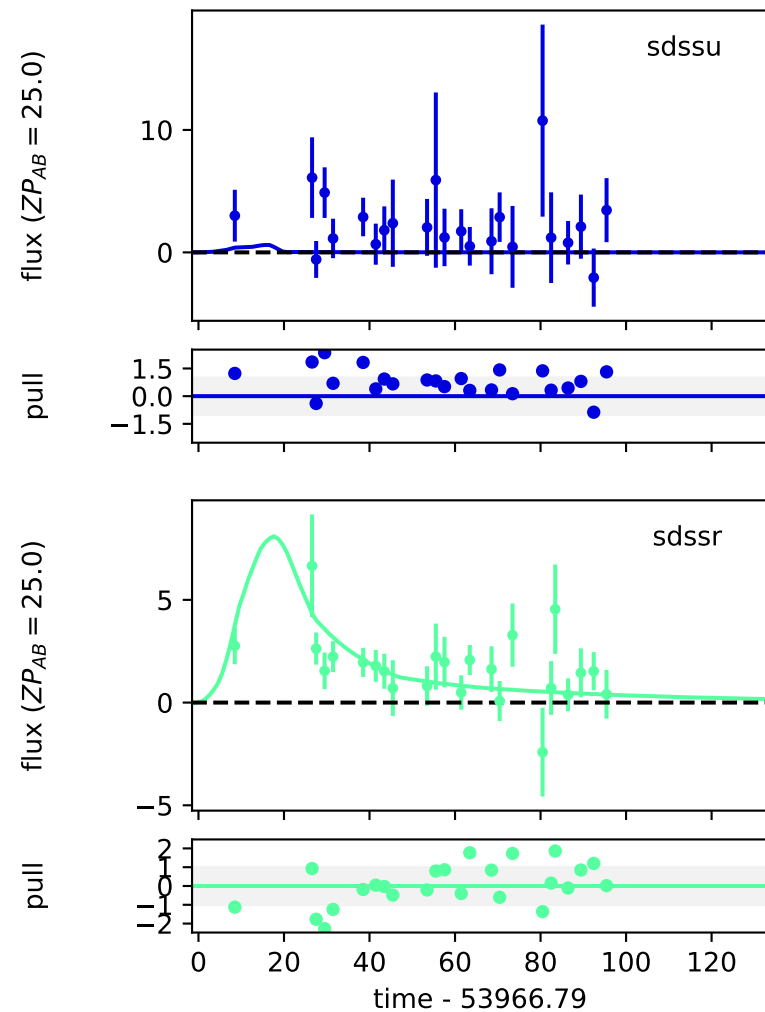 sdssu
flux (ZP_AB = 25.0)
10
0
pull
1.5
0.0
−1.5
sdssr
flux (ZP_AB = 25.0)
5
0
−5
pull
2
1
0
−1
−2
0 20 40 60 80 100 120
time - 53966.79